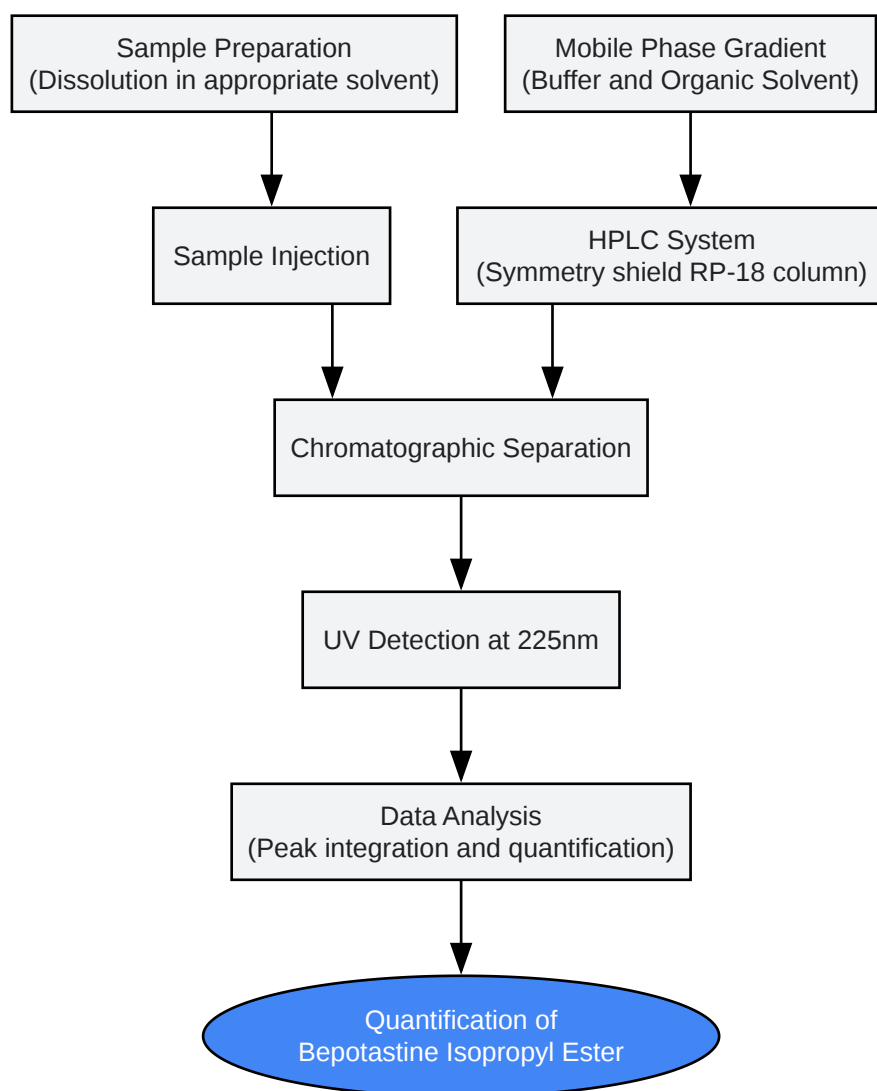 Sample Preparation
(Dissolution in appropriate solvent)
Mobile Phase Gradient
(Buffer and Organic Solvent)
Sample Injection
HPLC System
(Symmetry shield RP-18 column)
Chromatographic Separation
UV Detection at 225nm
Data Analysis
(Peak integration and quantification)
Quantification of
Bepotastine Isopropyl Ester